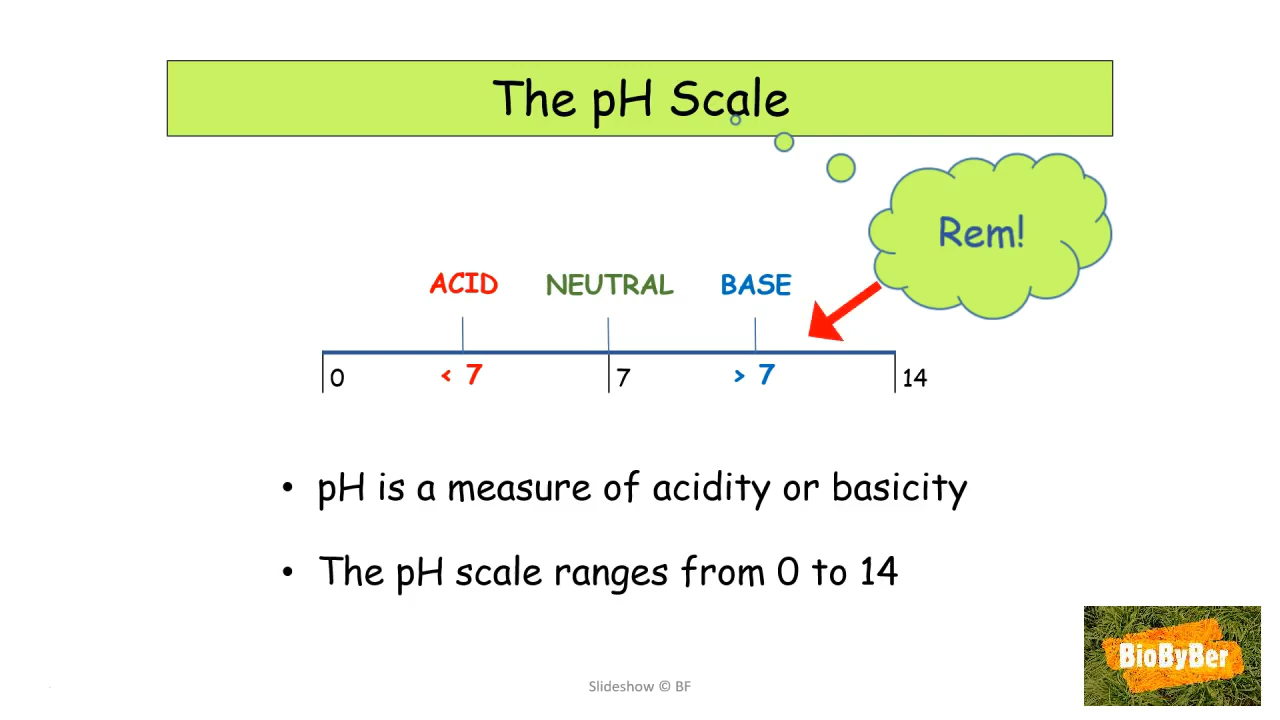 The pH Scale
Rem!
ACID NEUTRAL BASE
0 < 7 7 > 7 14
• pH is a measure of acidity or basicity
• The pH scale ranges from 0 to 14
BioByBer
Slideshow © BF